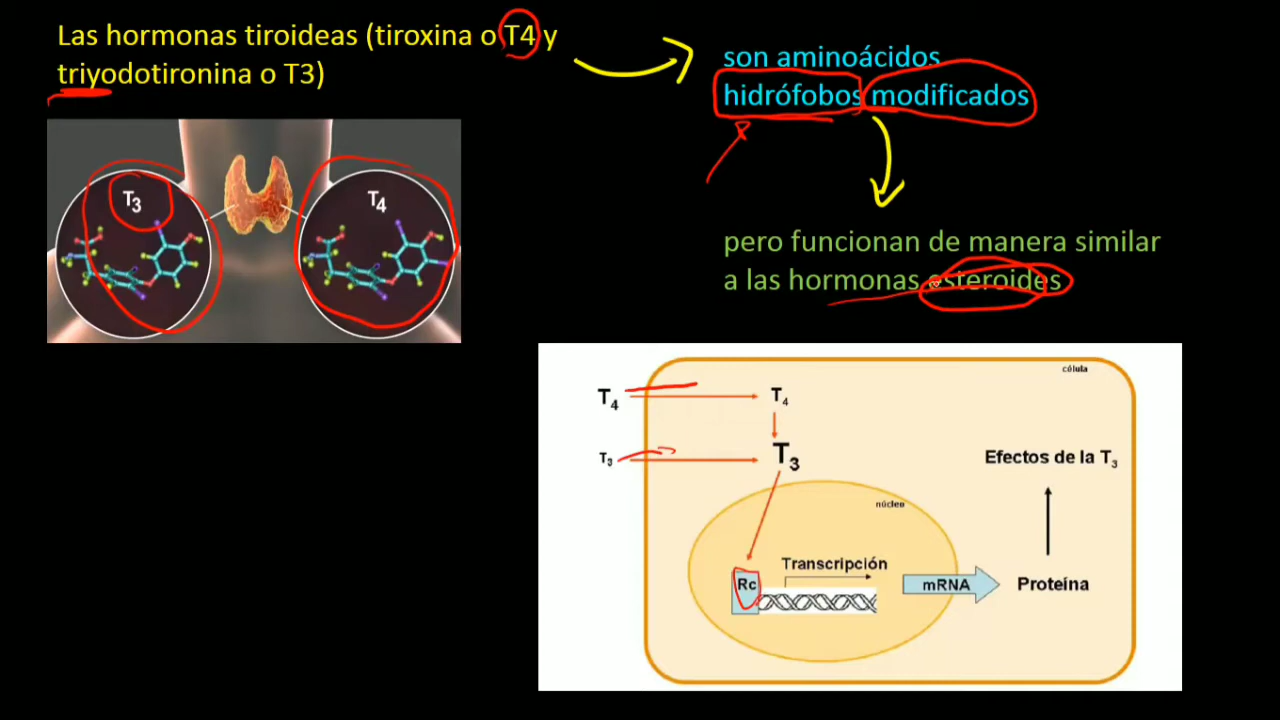 Las hormonas tiroideas (tiroxina o T4 y
triyodotironina o T3)
son aminoácidos
hidrófobos modificados
T3
T4
pero funcionan de manera similar
a las hormonas esteroides
célula
T4
T4
T3
T3
Efectos de la T3
núcleo
Transcripción
Rc
mRNA
Proteína